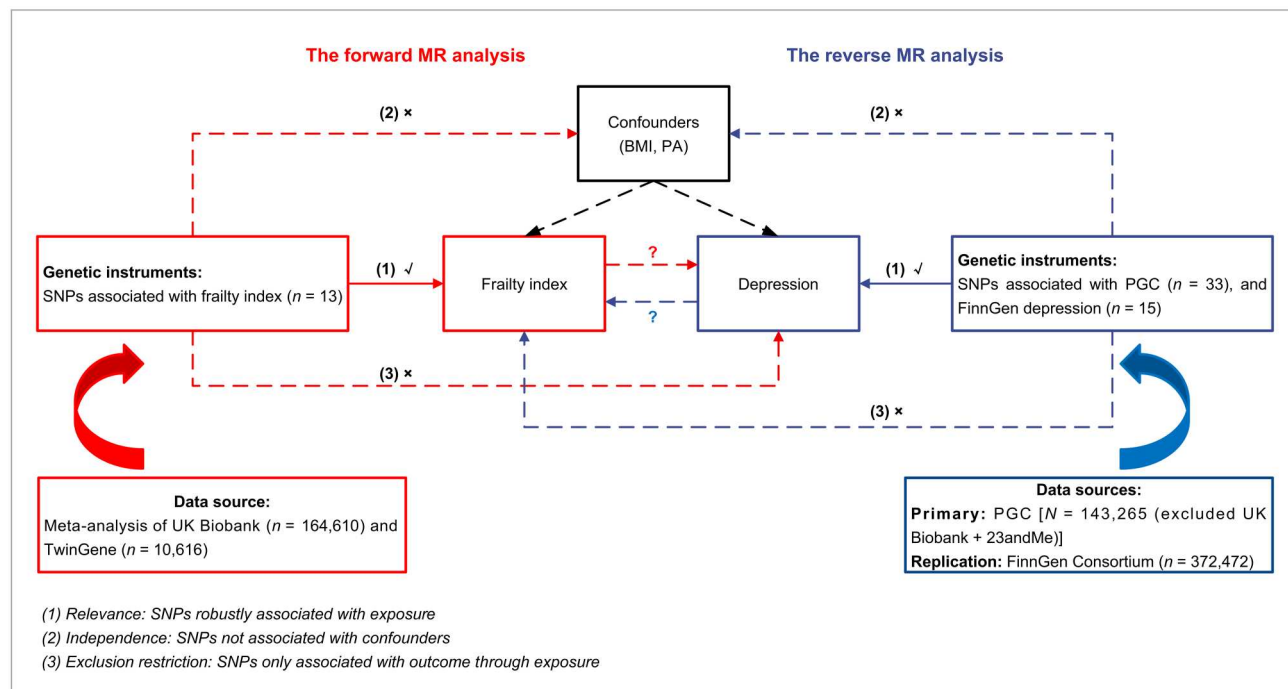 The forward MR analysis
The reverse MR analysis
(2) ×
(2) ×
Confounders
(BMI, PA)
Genetic instruments:
SNPs associated with frailty index (n = 13)
(1) √
Frailty index
?
?
Depression
(1) √
Genetic instruments:
SNPs associated with PGC (n = 33), and
FinnGen depression (n = 15)
(3) ×
(3) ×
Data source:
Meta-analysis of UK Biobank (n = 164,610) and
TwinGene (n = 10,616)
Data sources:
Primary: PGC [N = 143,265 (excluded UK
Biobank + 23andMe)]
Replication: FinnGen Consortium (n = 372,472)
(1) Relevance: SNPs robustly associated with exposure
(2) Independence: SNPs not associated with confounders
(3) Exclusion restriction: SNPs only associated with outcome through exposure